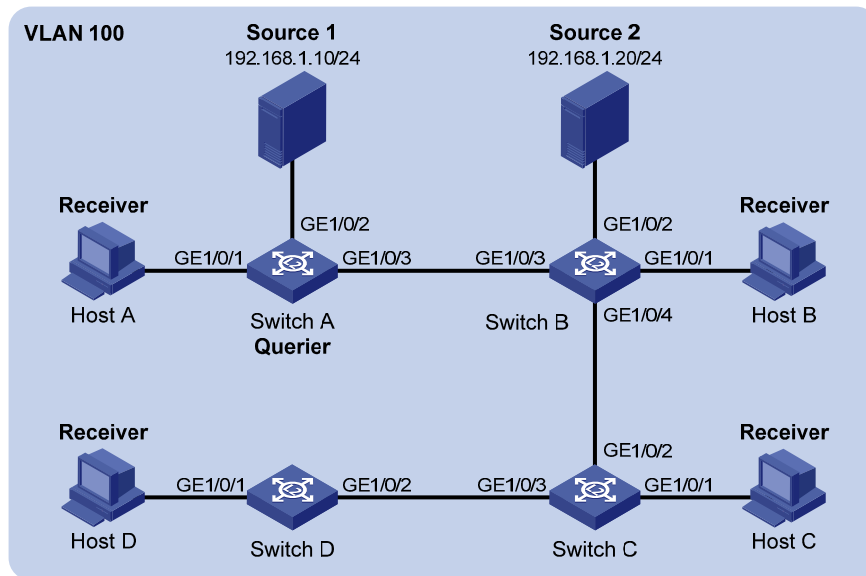 VLAN 100
Source 1
192.168.1.10/24
Source 2
192.168.1.20/24
Receiver
Host A
GE1/0/1
GE1/0/2
GE1/0/3
Switch A
Querier
GE1/0/3
GE1/0/2
GE1/0/1
GE1/0/4
Switch B
Receiver
Host B
Receiver
Host D
GE1/0/1
GE1/0/2
Switch D
GE1/0/3
GE1/0/2
GE1/0/1
Switch C
Receiver
Host C